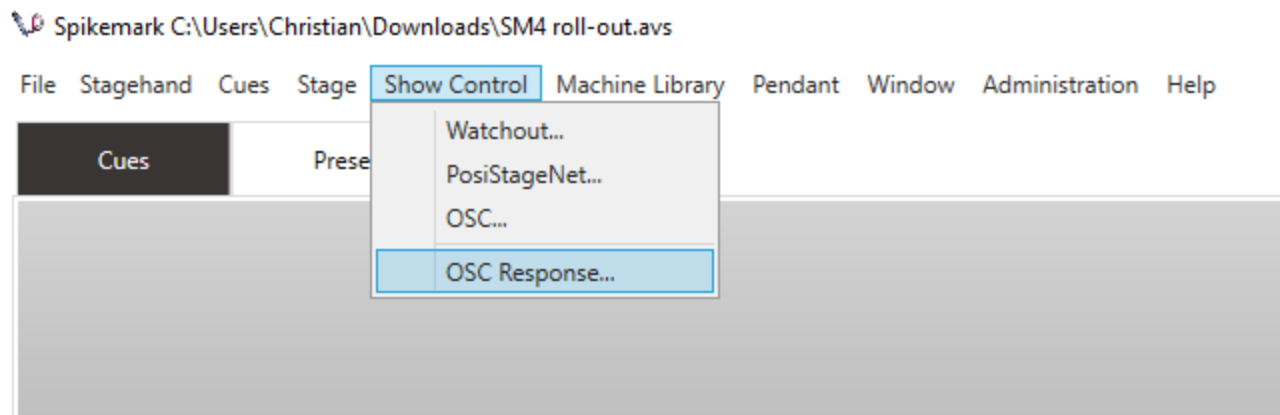 Spikemark C:\Users\Christian\Downloads\SM4 roll-out.avs
File Stagehand Cues Stage Show Control Machine Library Pendant Window Administration Help
Cues Prese
Watchout...
PosiStageNet...
OSC...
OSC Response...